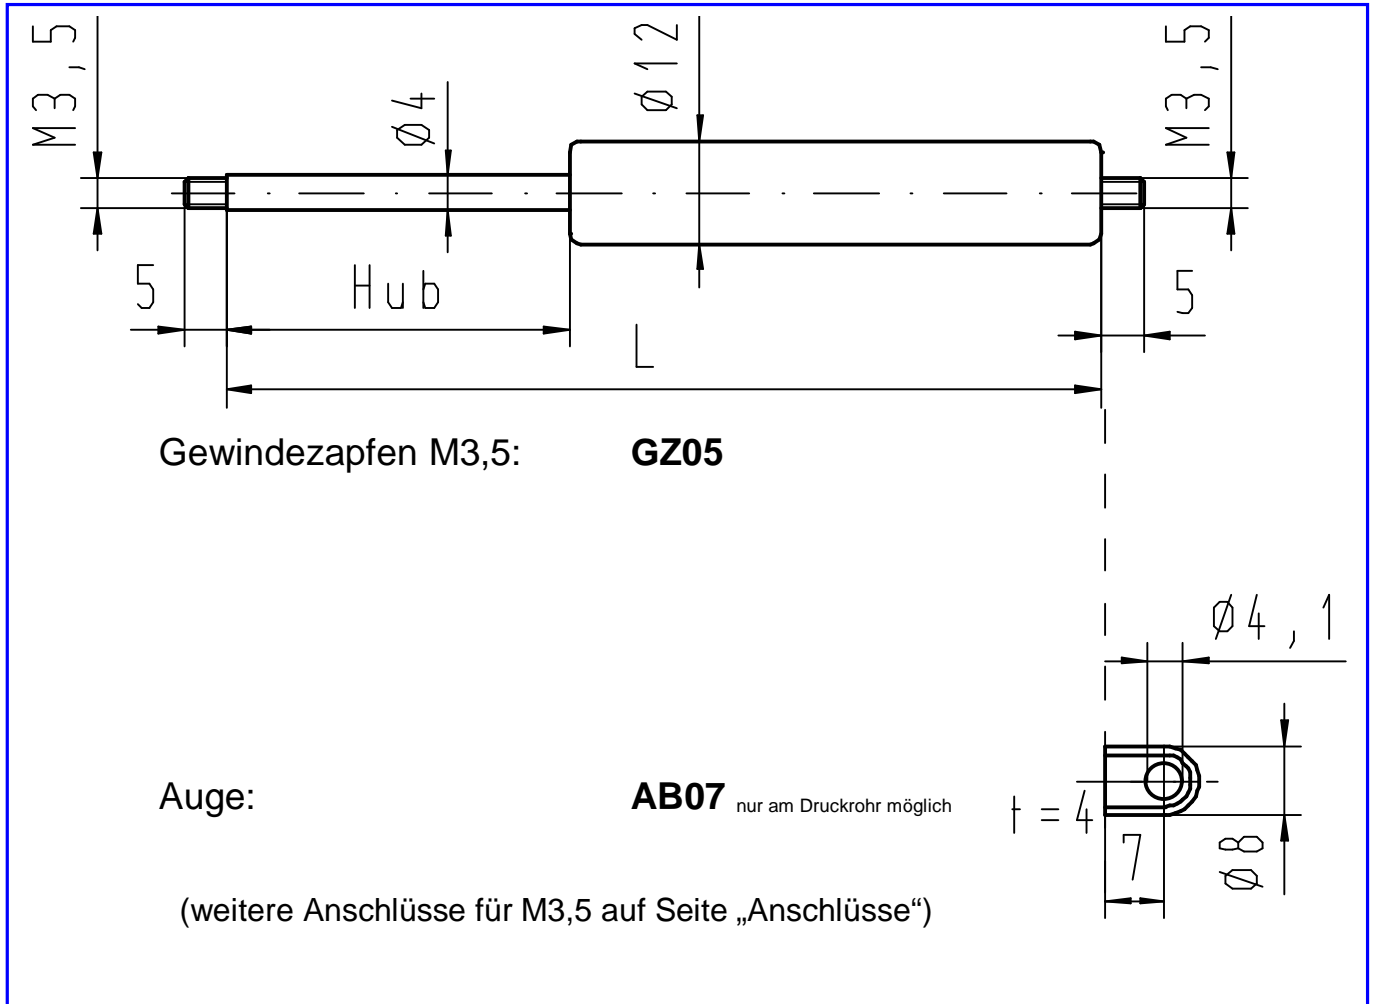 M3,5
Ø4
Ø12
M3,5
5
Hub
5
L
Gewindezapfen M3,5: GZ05
Ø4,1
Auge: AB07 nur am Druckrohr möglich
t=4
7
Ø8
(weitere Anschlüsse für M3,5 auf Seite „Anschlüsse“)